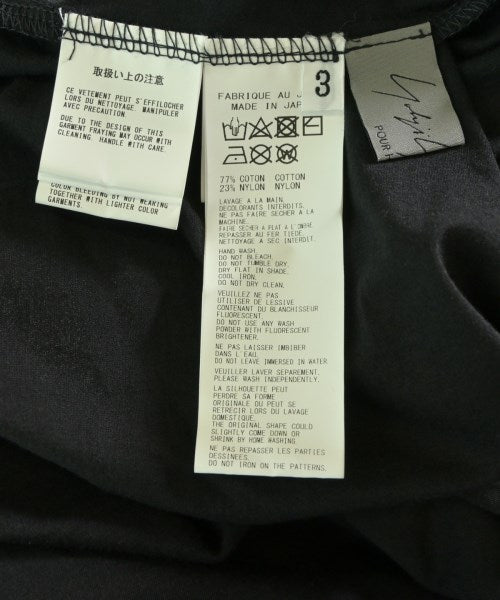 取扱い上の注意
CE VETEMENT PEUT S'EFFILOCHER
LORS DU NETTOYAGE. MANIPULER
AVEC PRECAUTION.
DUE TO THE DESIGN OF THIS
GARMENT FRAYING MAY OCCUR WITH
CLEANING. HANDLE WITH CARE.
COLOR BLEEDING BY NOT WEARING
TOGETHER WITH LIGHTER COLOR
GARMENTS.
3
FABRIQUE AU J
MADE IN JAP
77% COTON COTTON
23% NYLON NYLON
LAVAGE A LA MAIN.
DECOLORANTS INTERDITS.
NE PAS FAIRE SECHER A LA
MACHINE.
FAIRE SECHER A PLAT A L'OMBRE.
REPASSER AU FER TIEDE.
NETTOYAGE A SEC INTERDIT.
HAND WASH.
DO NOT BLEACH.
DO NOT TUMBLE DRY.
DRY FLAT IN SHADE.
COOL IRON.
DO NOT DRY CLEAN.
VEUILLEZ NE PAS
UTILISER DE LESSIVE
CONTENANT DU BLANCHISSEUR
FLUORESCENT.
DO NOT USE ANY WASH
POWDER WITH FLUORESCENT
BRIGHTENER.
NE PAS LAISSER IMBIBER
DANS L'EAU.
DO NOT LEAVE IMMERSED IN WATER.
VEUILLER LAVER SEPAREMENT.
PLEASE WASH INDEPENDENTLY.
LA SILHOUETTE PEUT
PERDRE SA FORME
ORIGINALE OU PEUT SE
RETRECIR LORS DU LAVAGE
DOMESTIQUE.
THE ORIGINAL SHAPE COULD
SLIGHTLY COME DOWN OR
SHRINK BY HOME WASHING.
NE PAS REPASSER LES PARTIES
DESSINEES.
DO NOT IRON ON THE PATTERNS.
POUR H